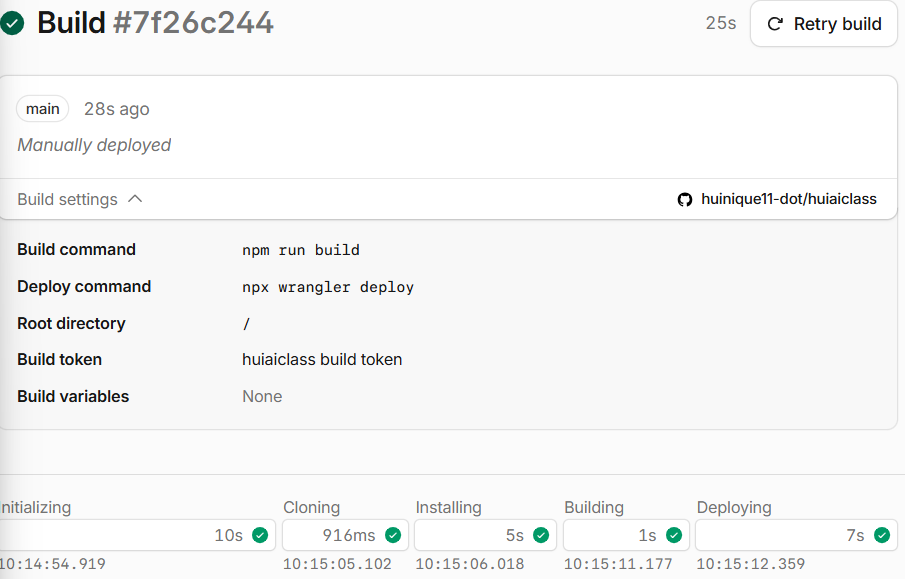 Build #7f26c244
25s
Retry build
main
28s ago
Manually deployed
Build settings
huinique11-dot/huiaiclass
Build command
npm run build
Deploy command
npx wrangler deploy
Root directory
/
Build token
huiaiclass build token
Build variables
None
nitializing
Cloning
Installing
Building
Deploying
10s
916ms
5s
1s
7s
10:14:54.919
10:15:05.102
10:15:06.018
10:15:11.177
10:15:12.359